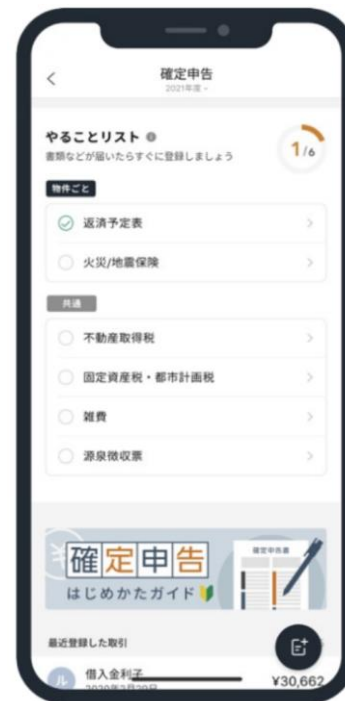 確定申告
2021年度
やることリスト
1/6
書類などが届いたらすぐに登録しましょう
物件ごと
返済予定表
火災/地震保険
共通
不動産取得税
固定資産税・都市計画税
雑費
源泉徴収票
確定申告
はじめかたガイド
確定申告書
最近登録した取引
ル 借入金利子
¥30,662